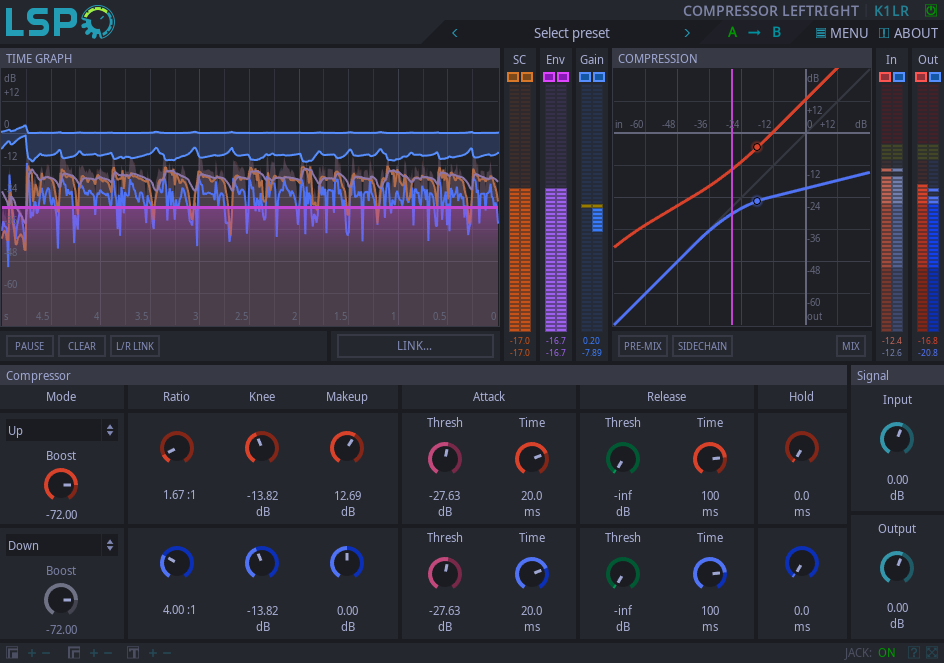 LSP
COMPRESSOR LEFTRIGHT | K1LR
Select preset
A → B
MENU
ABOUT
TIME GRAPH
SC
Env
Gain
COMPRESSION
In
Out
dB
+12
0
-12
-24
-48
-60
s
4.5
4
3.5
3
2.5
2
1.5
1
0.5
0
dB
+12
in
-60
-48
-36
-24
-12
0
+12
dB
-12
-24
-36
-48
-60
out
-17.0
-17.0
-16.7
-16.7
0.20
-7.89
-12.4
-12.6
-16.8
-20.8
PAUSE
CLEAR
L/R LINK
LINK...
PRE-MIX
SIDECHAIN
MIX
Compressor
Signal
Mode
Ratio
Knee
Makeup
Attack
Release
Hold
Input
Up
Boost
-72.00
1.67 :1
-13.82
dB
12.69
dB
Thresh
-27.63
dB
Time
20.0
ms
Thresh
-inf
dB
Time
100
ms
0.0
ms
0.00
dB
Down
Boost
-72.00
4.00 :1
-13.82
dB
0.00
dB
Thresh
-27.63
dB
Time
20.0
ms
Thresh
-inf
dB
Time
100
ms
0.0
ms
Output
0.00
dB
JACK: ON